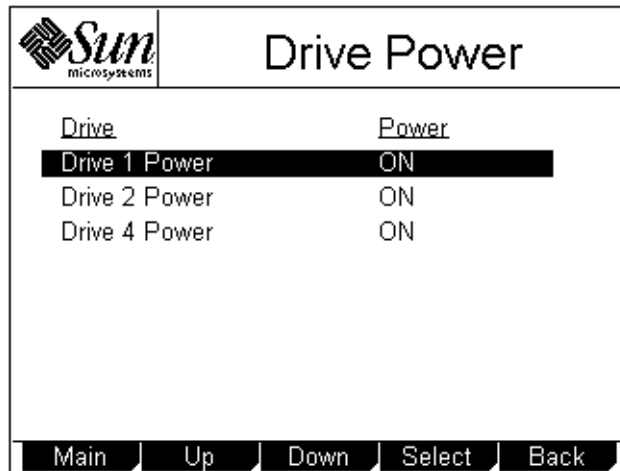 Sun
microsystems
Drive Power
Drive Power
Drive 1 Power ON
Drive 2 Power ON
Drive 4 Power ON
Main Up Down Select Back